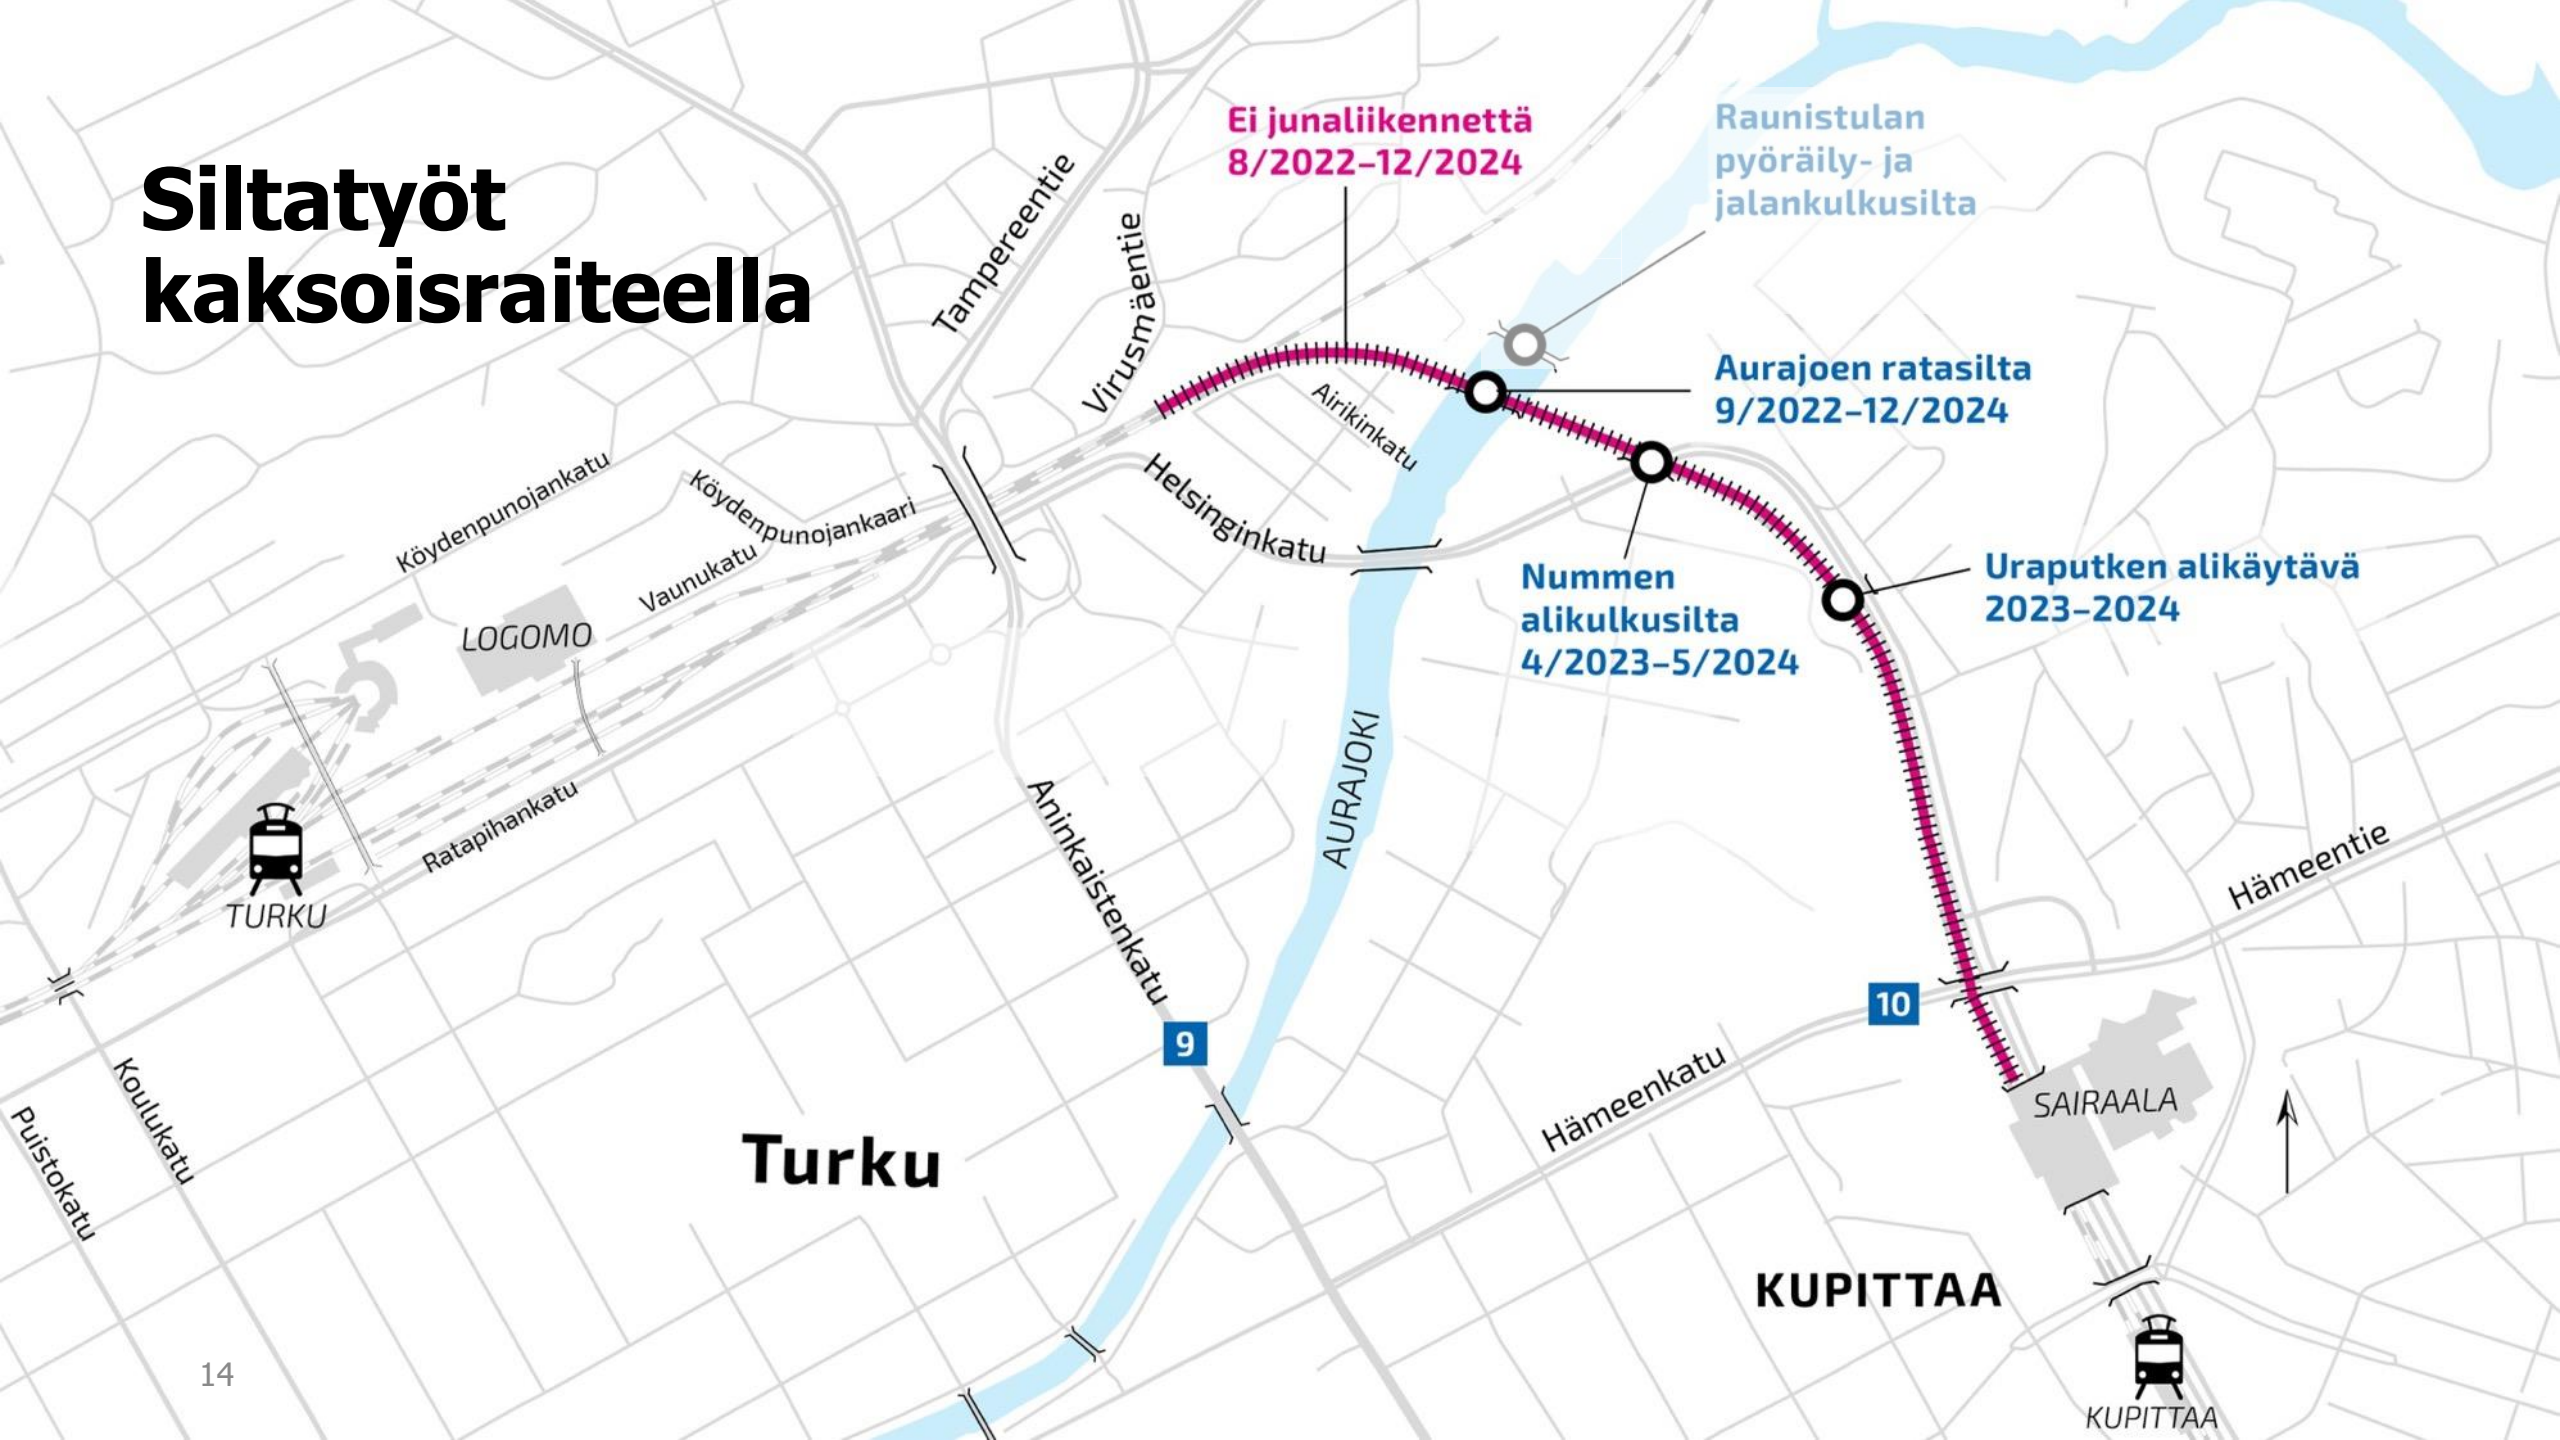 Siltatyöt
kaksoisraiteella
Ei junaliikennettä
8/2022–12/2024
Raunistulan
pyöräily- ja
jalankulkusilta
Tampereentie
Virusmäentie
Aurajoen ratasilta
9/2022–12/2024
Airikinkatu
Helsinginkatu
Köydenpunojankatu
Köydenpunojankaari
Vaunukatu
LOGOMO
Nummen
alikulkusilta
4/2023–5/2024
Uraputken alikäytävä
2023–2024
AURAJOKI
Ratapihankatu
TURKU
Aninkaistenkatu
Hämeentie
10
9
Hämeenkatu
SAIRAALA
Koulukatu
Puistokatu
Turku
KUPITTAA
14
KUPITTAA